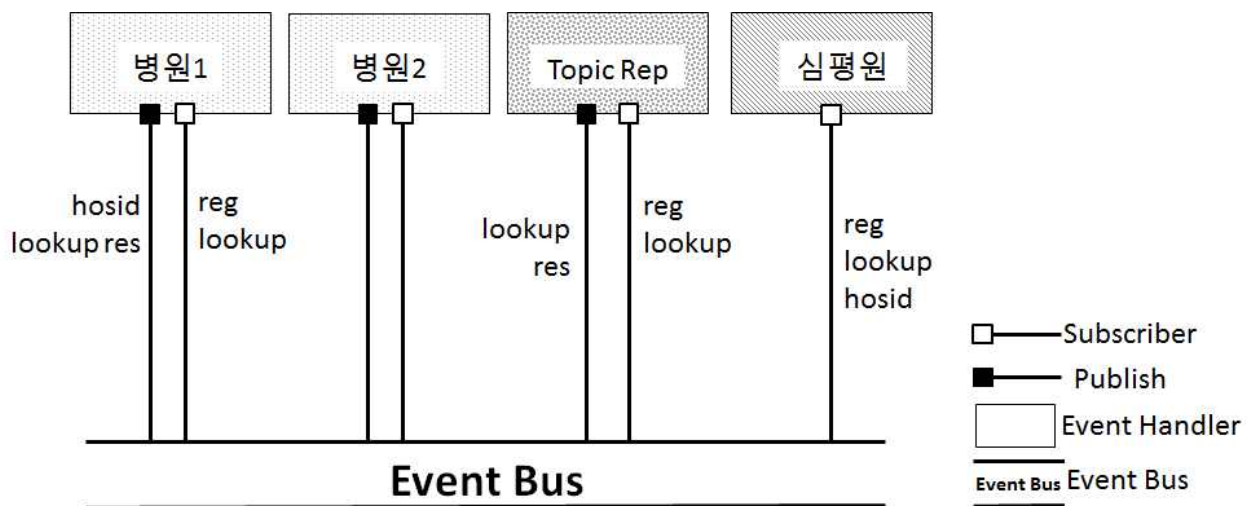 병원1
병원2
Topic Rep
심평원
hosid
lookup res
reg
lookup
lookup
res
reg
lookup
reg
lookup
hosid
Subscriber
Publish
Event Handler
Event Bus Event Bus
Event Bus